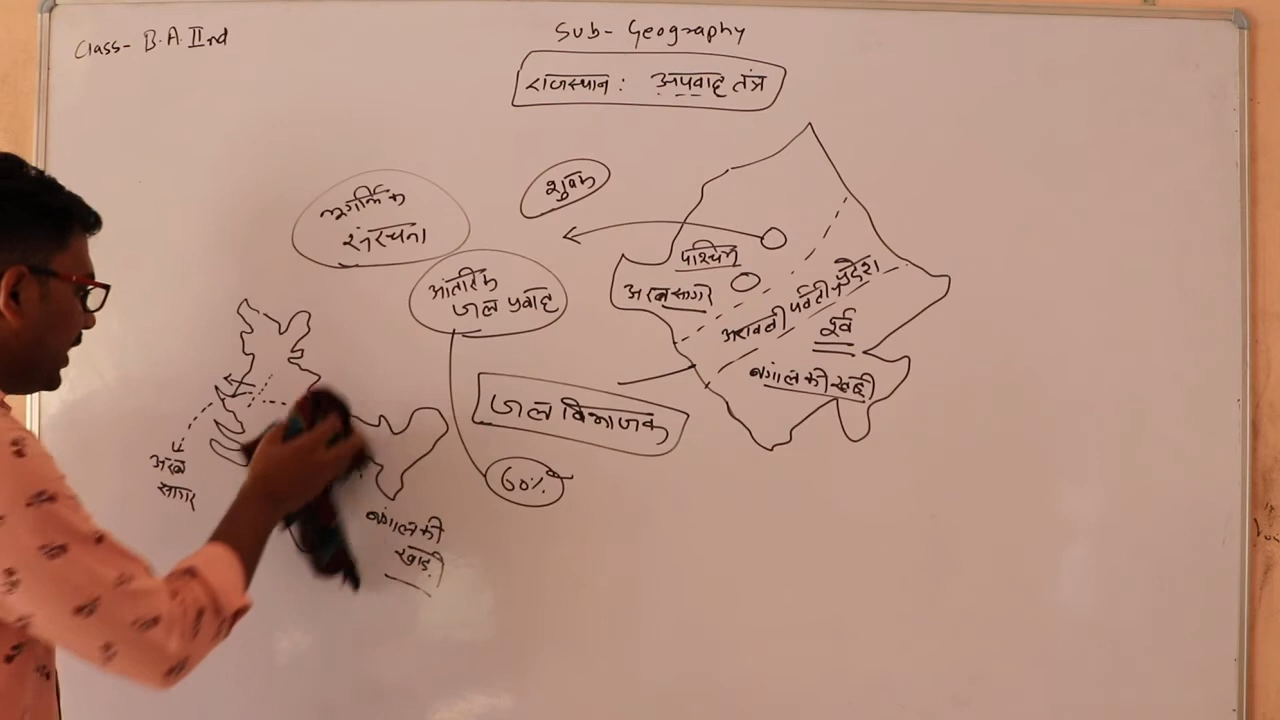 Class- B.A.IInd
Sub- Geography
राजस्थान : अपवाह तंत्र
शुष्क
भूगर्भिक
संरचना
पश्चिम
आंतरिक
जल प्रवाह
अरब सागर
अरावली पर्वतीय प्रदेश
पूर्व
बंगाल की खाड़ी
जल विभाजक
60%
अरब
सागर
बंगाल की
खाड़ी